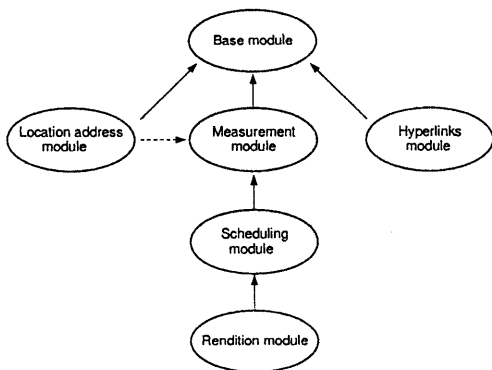 Base module
Location address
module
Measurement
module
Hyperlinks
module
Scheduling
module
Rendition module